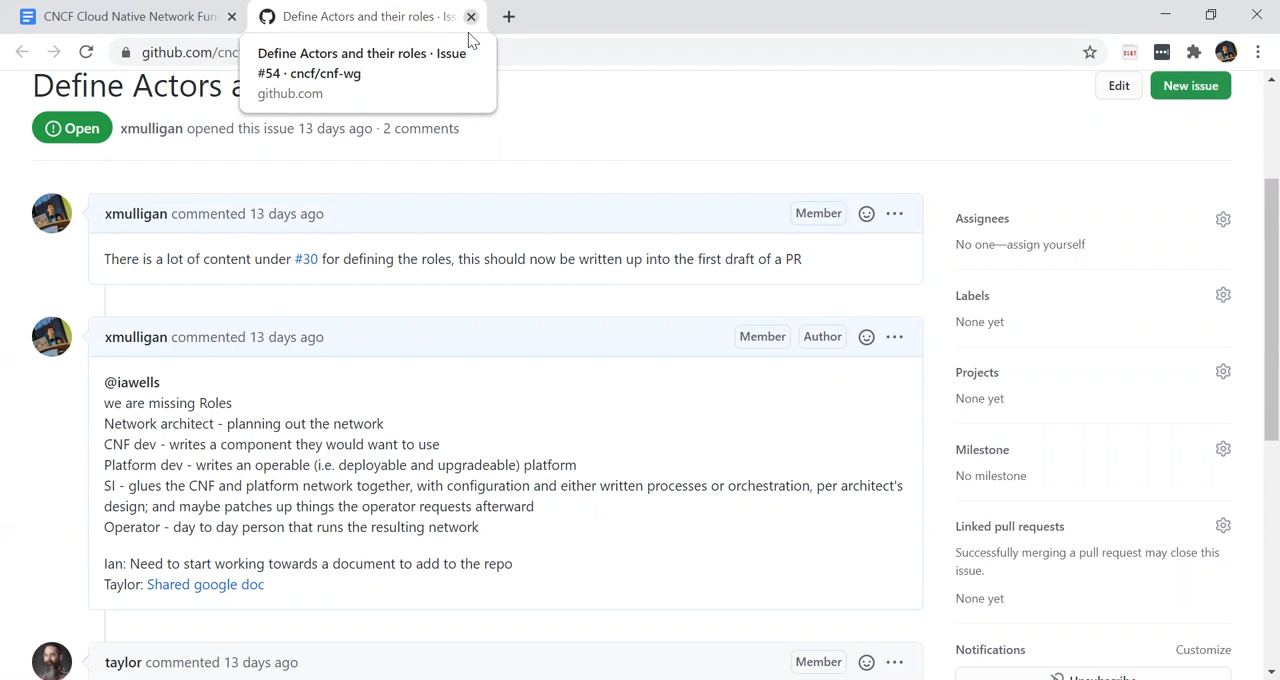 CNCF Cloud Native Network Fun
Define Actors and their roles · Iss
github.com/cnc
Define Actors and their roles · Issue
#54 · cncf/cnf-wg
github.com
Define Actors a
Edit
New issue
Open
xmulligan opened this issue 13 days ago · 2 comments
xmulligan commented 13 days ago
Member
There is a lot of content under #30 for defining the roles, this should now be written up into the first draft of a PR
xmulligan commented 13 days ago
Member
Author
@iawells
we are missing Roles
Network architect - planning out the network
CNF dev - writes a component they would want to use
Platform dev - writes an operable (i.e. deployable and upgradeable) platform
SI - glues the CNF and platform network together, with configuration and either written processes or orchestration, per architect's
design; and maybe patches up things the operator requests afterward
Operator - day to day person that runs the resulting network
Ian: Need to start working towards a document to add to the repo
Taylor: Shared google doc
taylor commented 13 days ago
Member
Assignees
No one—assign yourself
Labels
None yet
Projects
None yet
Milestone
No milestone
Linked pull requests
Successfully merging a pull request may close this
issue.
None yet
Notifications
Customize
Unsubscribe